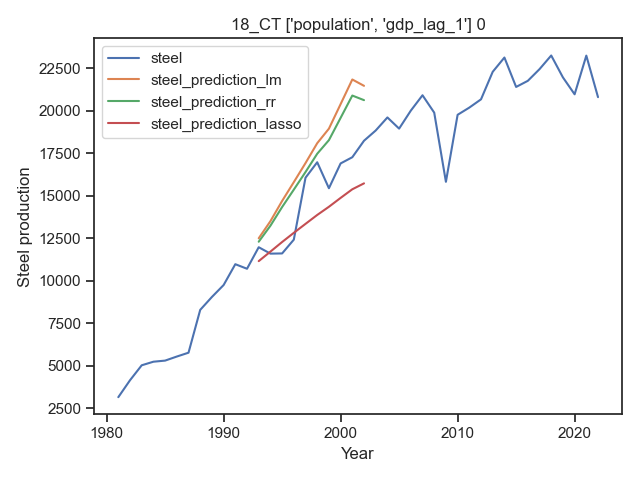 18_CT ['population', 'gdp_lag_1'] 0
steel
steel_prediction_lm
steel_prediction_rr
steel_prediction_lasso
Steel production
22500
20000
17500
15000
12500
10000
7500
5000
2500
1980
1990
2000
2010
2020
Year